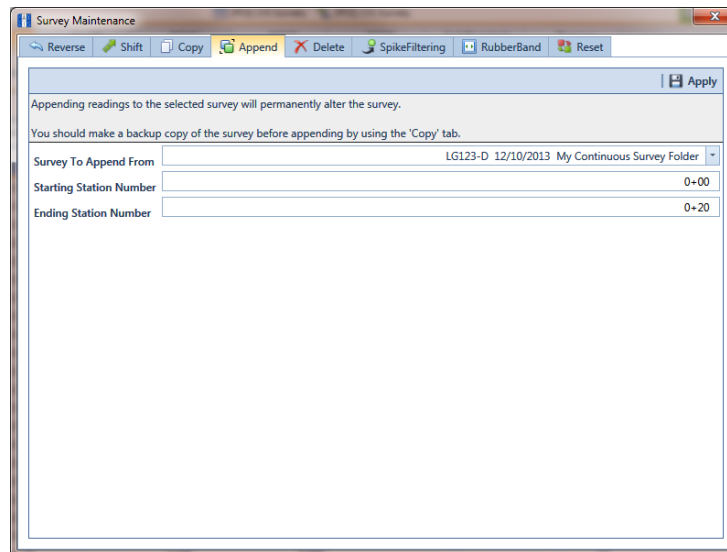 Survey Maintenance
Reverse Shift Copy Append Delete SpikeFiltering RubberBand Reset
Apply
Appending readings to the selected survey will permanently alter the survey.
You should make a backup copy of the survey before appending by using the 'Copy' tab.
Survey To Append From LG123-D 12/10/2013 My Continuous Survey Folder
Starting Station Number 0+00
Ending Station Number 0+20